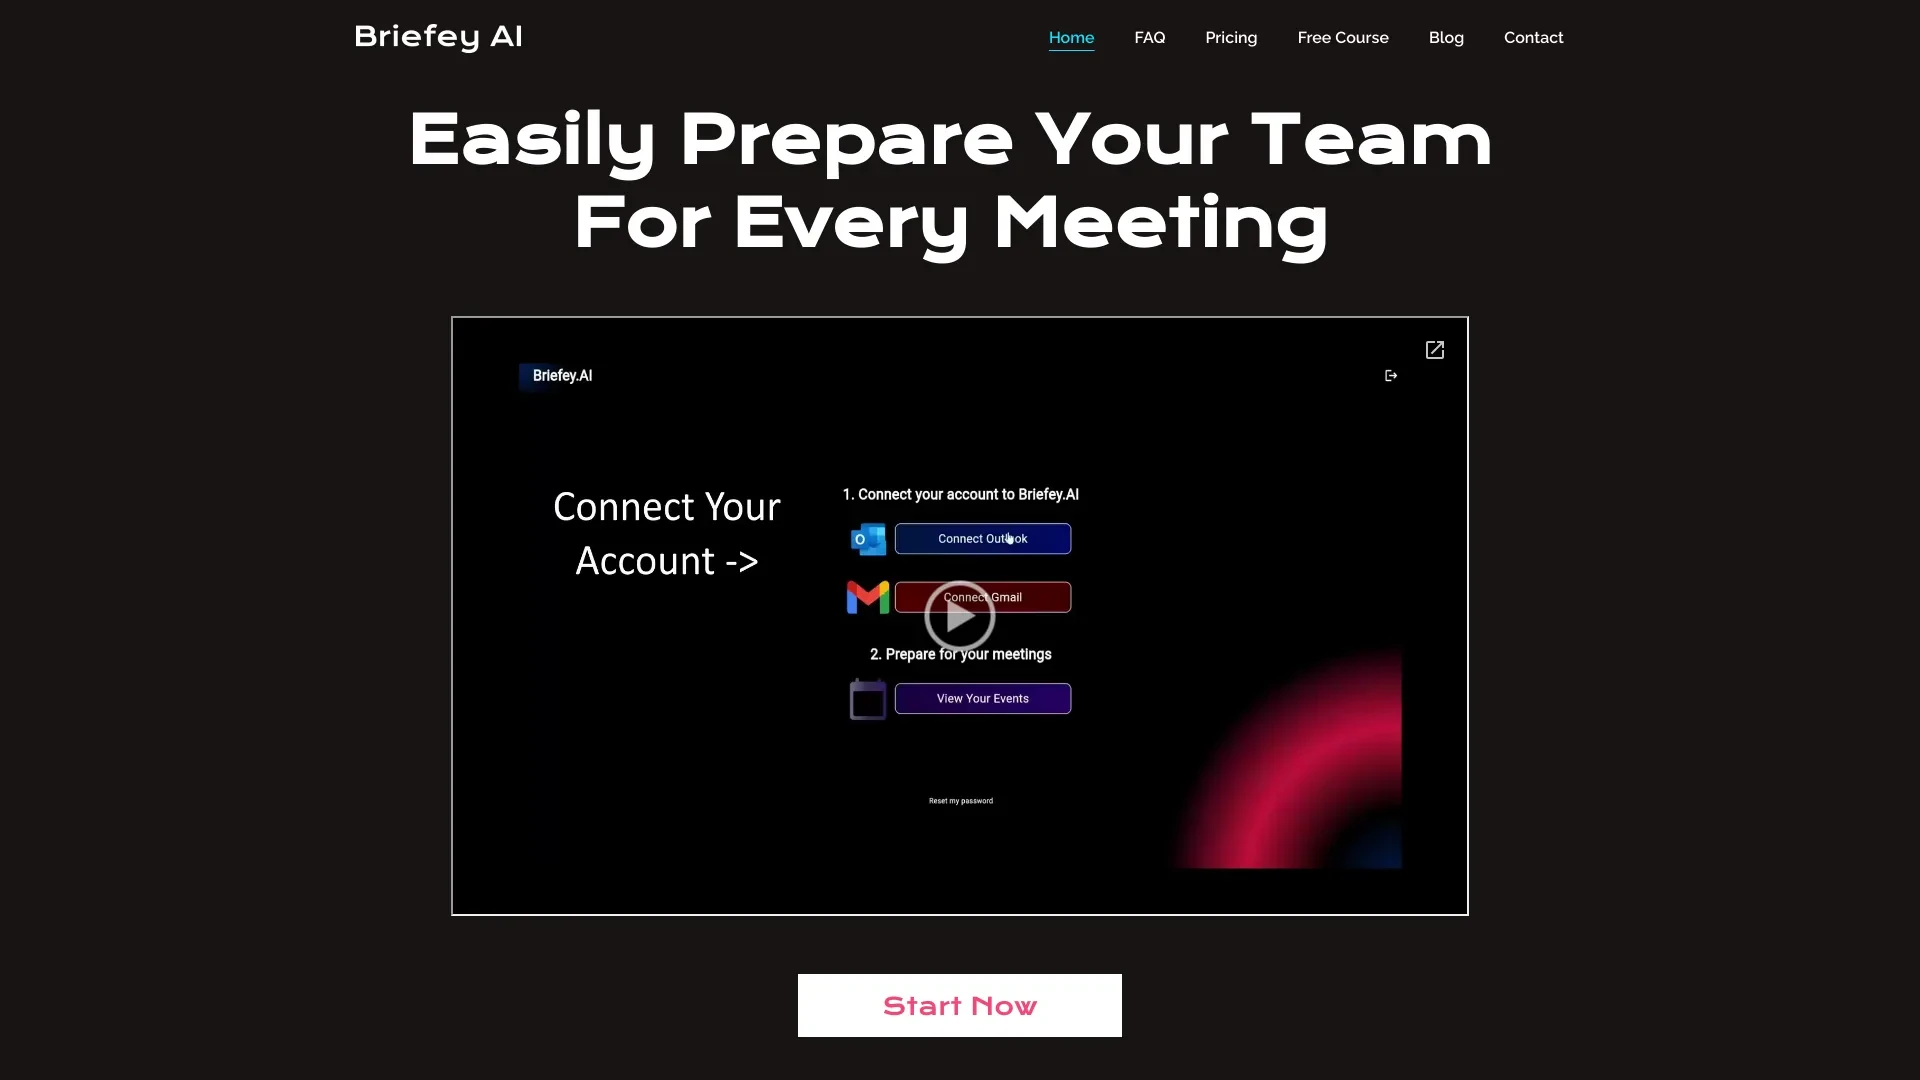 Briefey AI
Home FAQ Pricing Free Course Blog Contact
Easily Prepare Your Team
For Every Meeting
Briefey.AI
Connect Your
Account ->
1. Connect your account to Briefey.AI
Connect Outlook
Connect Gmail
2. Prepare for your meetings
View Your Events
Reset my password
Start Now